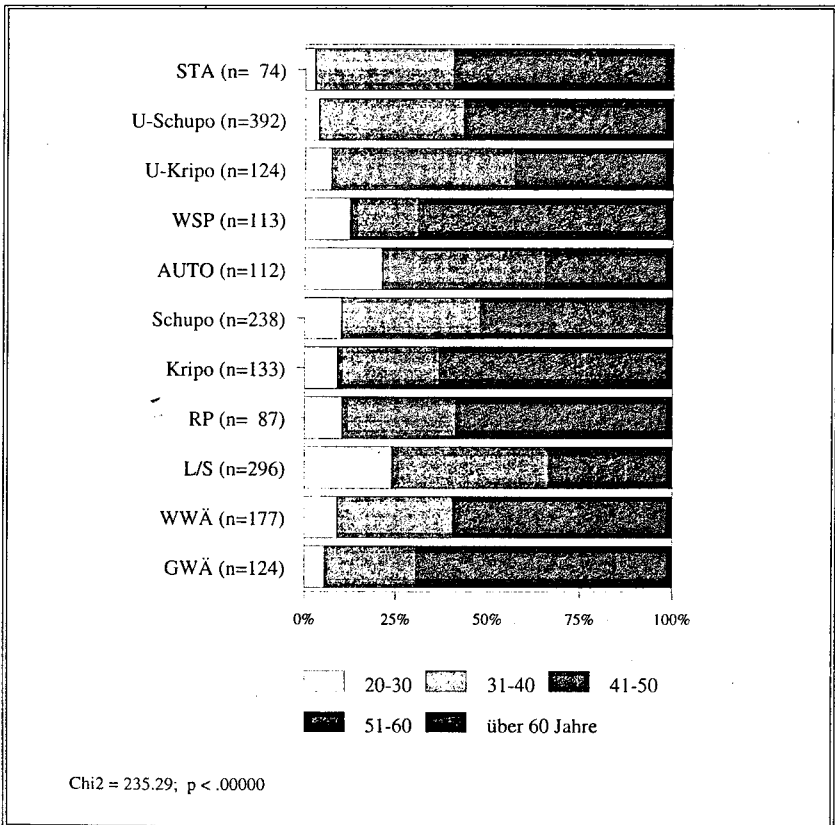 STA (n= 74)
U-Schupo (n=392)
U-Kripo (n=124)
WSP (n=113)
AUTO (n=112)
Schupo (n=238)
Kripo (n=133)
RP (n= 87)
L/S (n=296)
WWÄ (n=177)
GWÄ (n=124)
0% 25% 50% 75% 100%
20-30 31-40 41-50
51-60 über 60 Jahre
Chi2 = 235.29; p < .00000